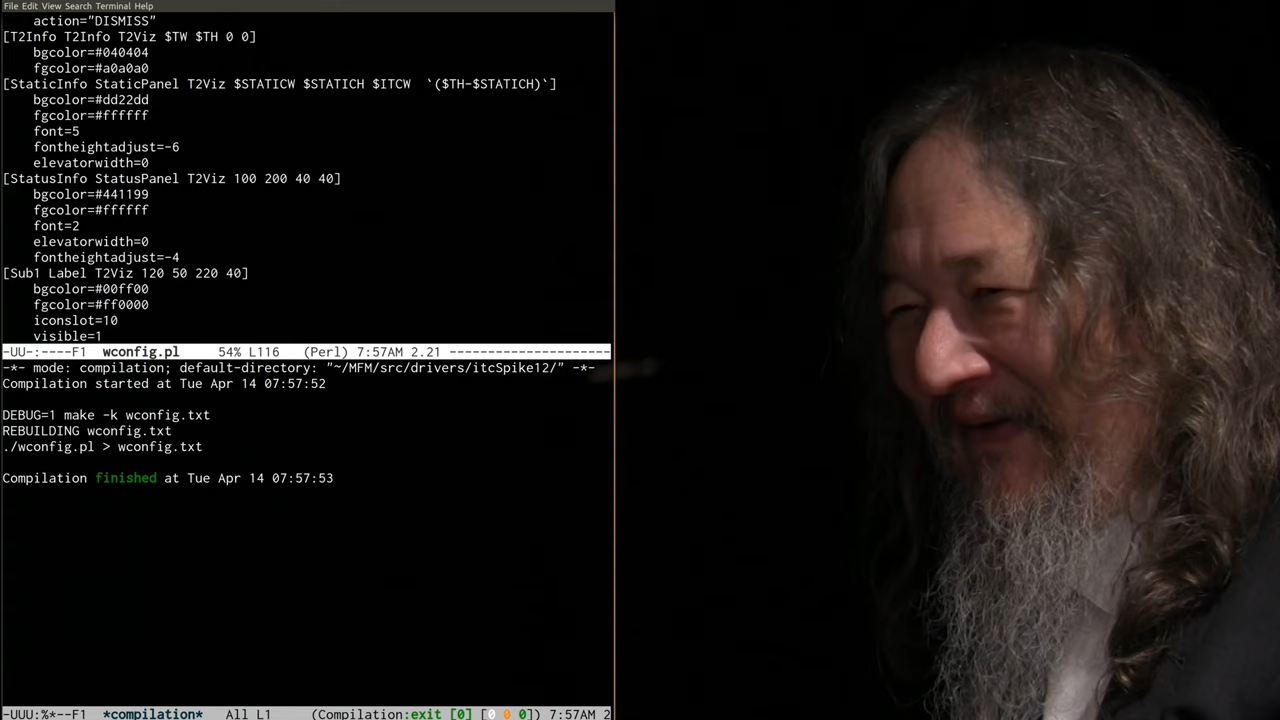 File Edit View Search Terminal Help
action="DISMISS"
[T2Info T2Info T2Viz $TW $TH 0 0]
bgcolor=#040404
fgcolor=#a0a0a0
[StaticInfo StaticPanel T2Viz $STATICW $STATICH $ITCW  `($TH-$STATICH)`]
bgcolor=#dd22dd
fgcolor=#ffffff
font=5
fontheightadjust=-6
elevatorwidth=0
[StatusInfo StatusPanel T2Viz 100 200 40 40]
bgcolor=#441199
fgcolor=#ffffff
font=2
elevatorwidth=0
fontheightadjust=-4
[Sub1 Label T2Viz 120 50 220 40]
bgcolor=#00ff00
fgcolor=#ff0000
iconslot=10
visible=1
-UU-:----F1  wconfig.pl     54% L116   (Perl) 7:57AM 2.21 ---------------------
-*- mode: compilation; default-directory: "~/MFM/src/drivers/itcSpike12/" -*-
Compilation started at Tue Apr 14 07:57:52
DEBUG=1 make -k wconfig.txt
REBUILDING wconfig.txt
./wconfig.pl > wconfig.txt
Compilation finished at Tue Apr 14 07:57:53
-UUU:%*--F1  *compilation*   All L1     (Compilation:exit [0] [0 0 0]) 7:57AM 2